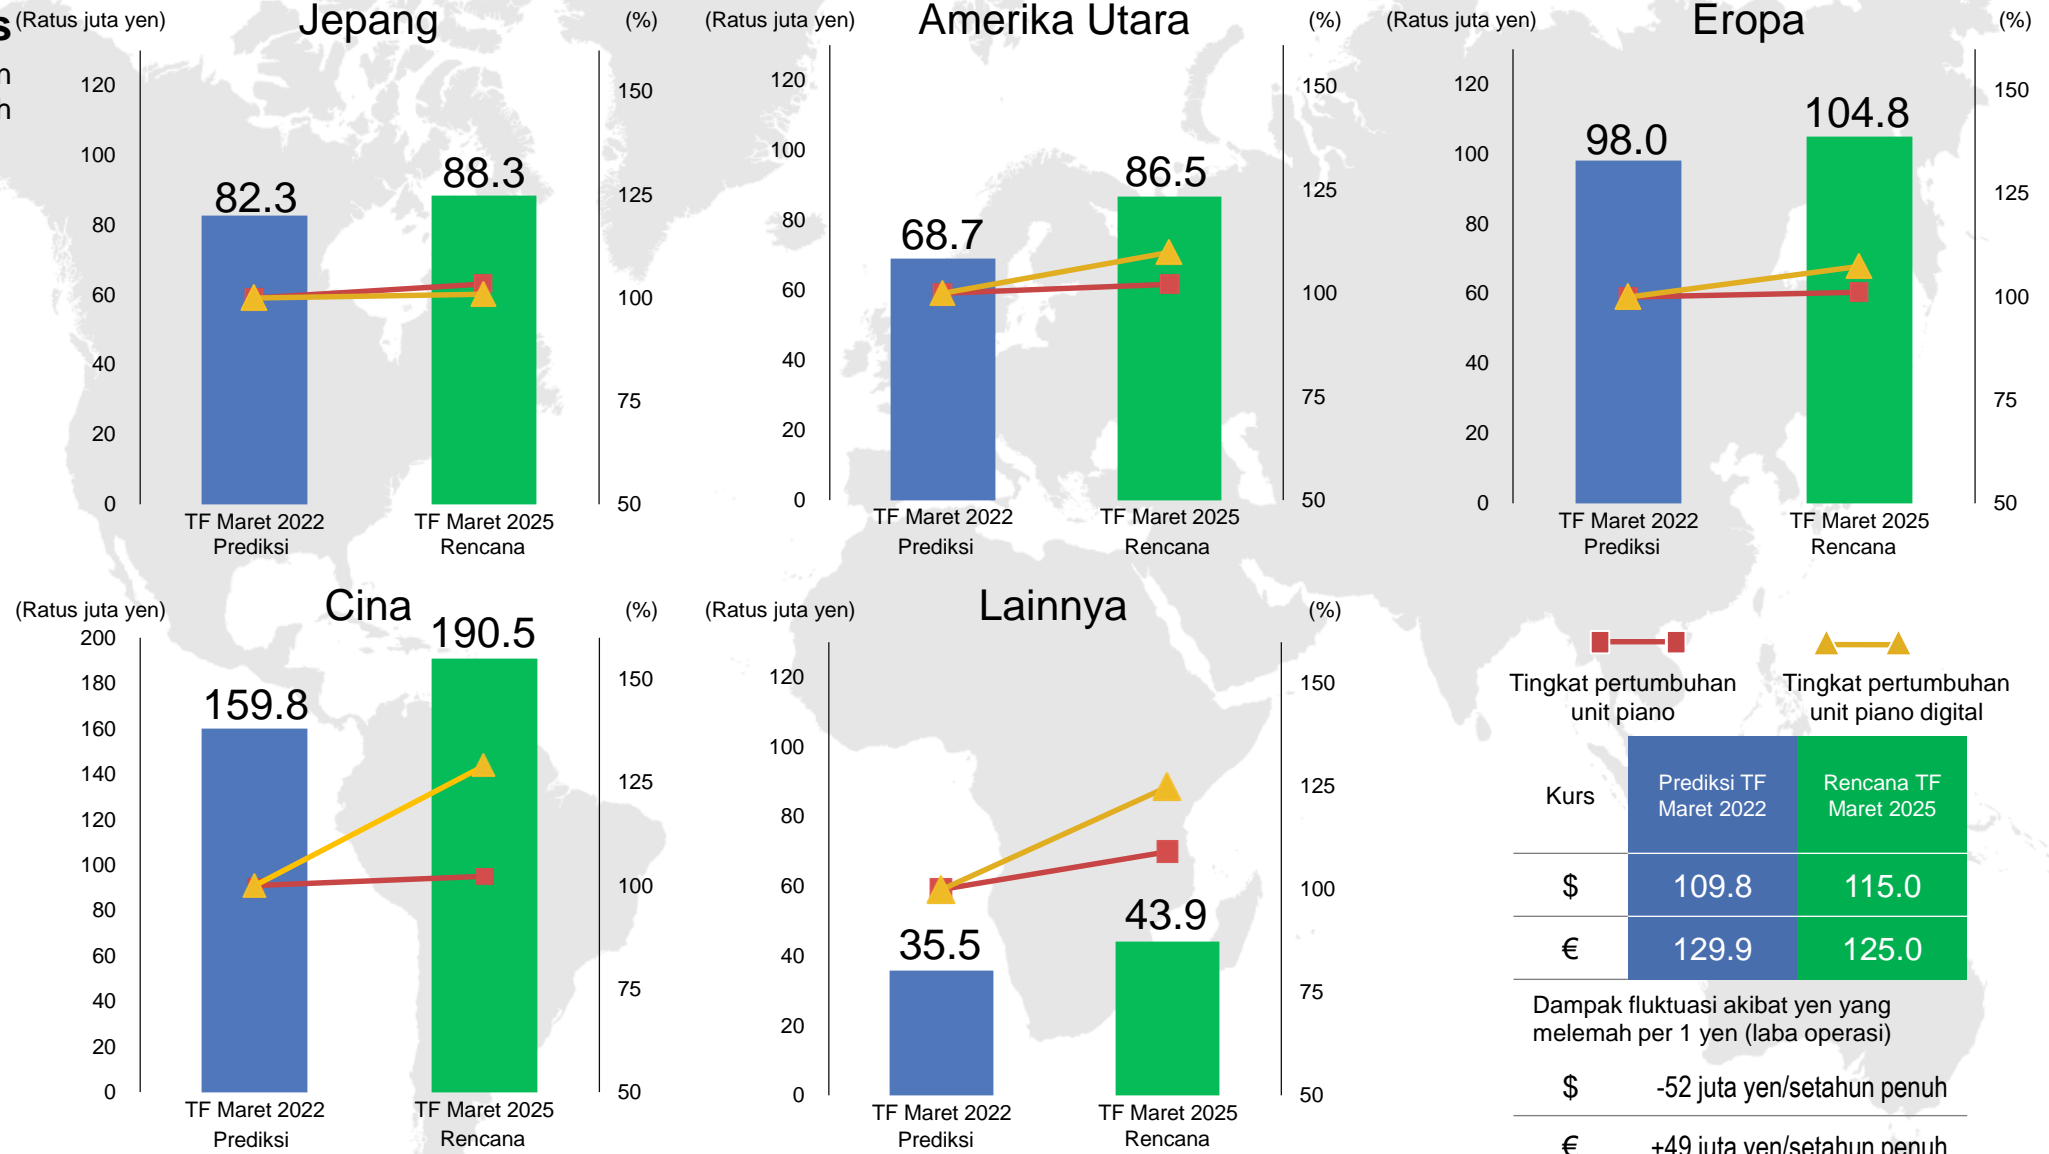 s
n
h
Jepang
(Ratus juta yen)
(%)
120
100
80
60
40
20
0
150
125
100
75
50
82.3
88.3
TF Maret 2022
Prediksi
TF Maret 2025
Rencana
Amerika Utara
(Ratus juta yen)
(%)
120
100
80
60
40
20
0
150
125
100
75
50
68.7
86.5
TF Maret 2022
Prediksi
TF Maret 2025
Rencana
Eropa
(Ratus juta yen)
(%)
120
100
80
60
40
20
0
150
125
100
75
50
98.0
104.8
TF Maret 2022
Prediksi
TF Maret 2025
Rencana
Cina
(Ratus juta yen)
(%)
200
180
160
140
120
100
80
60
40
20
0
150
125
100
75
50
159.8
190.5
TF Maret 2022
Prediksi
TF Maret 2025
Rencana
Lainnya
(Ratus juta yen)
(%)
120
100
80
60
40
20
0
150
125
100
75
50
35.5
43.9
TF Maret 2022
Prediksi
TF Maret 2025
Rencana
Tingkat pertumbuhan
unit piano
Tingkat pertumbuhan
unit piano digital
Kurs
Prediksi TF
Maret 2022
Rencana TF
Maret 2025
$ 109.8 115.0
€ 129.9 125.0
Dampak fluktuasi akibat yen yang
melemah per 1 yen (laba operasi)
$ -52 juta yen/setahun penuh
€ +49 juta yen/setahun penuh